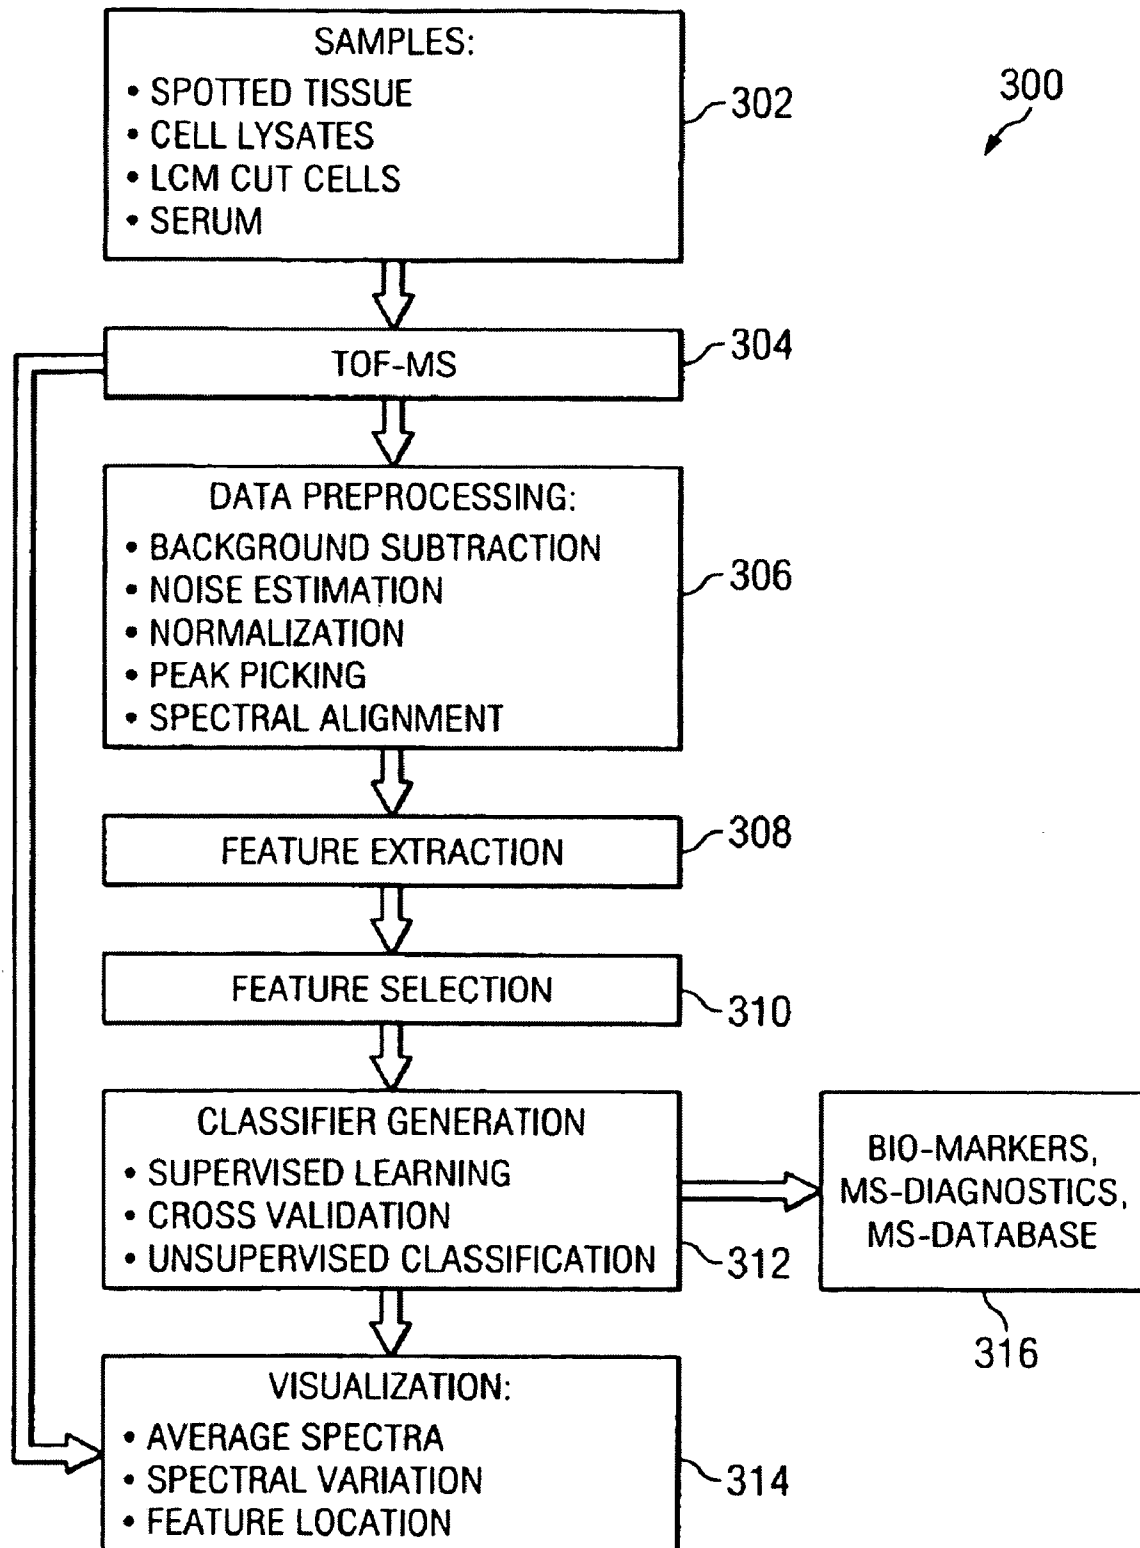 SAMPLES:
• SPOTTED TISSUE
• CELL LYSATES
• LCM CUT CELLS
• SERUM
302
300
TOF-MS
304
DATA PREPROCESSING:
• BACKGROUND SUBTRACTION
• NOISE ESTIMATION
• NORMALIZATION
• PEAK PICKING
• SPECTRAL ALIGNMENT
306
FEATURE EXTRACTION
308
FEATURE SELECTION
310
CLASSIFIER GENERATION
• SUPERVISED LEARNING
• CROSS VALIDATION
• UNSUPERVISED CLASSIFICATION
312
BIO-MARKERS,
MS-DIAGNOSTICS,
MS-DATABASE
316
VISUALIZATION:
• AVERAGE SPECTRA
• SPECTRAL VARIATION
• FEATURE LOCATION
314